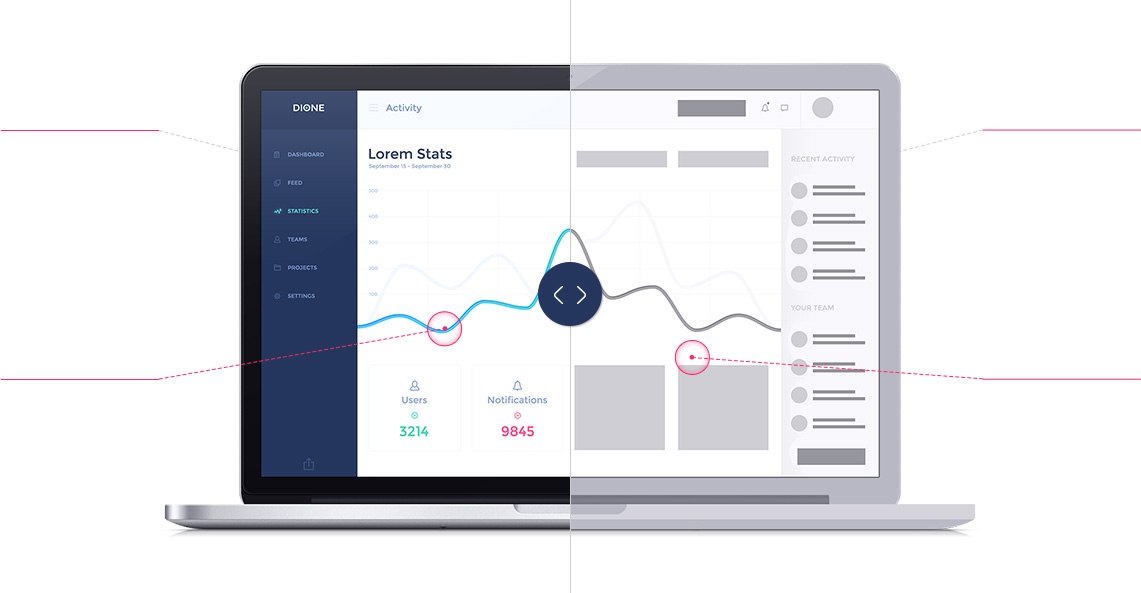 DIONE
Activity
DASHBOARD
FEED
STATISTICS
TEAMS
PROJECTS
SETTINGS
Lorem Stats
September 15 - September 30
500
400
300
200
100
Users
3214
Notifications
9845
RECENT ACTIVITY
YOUR TEAM